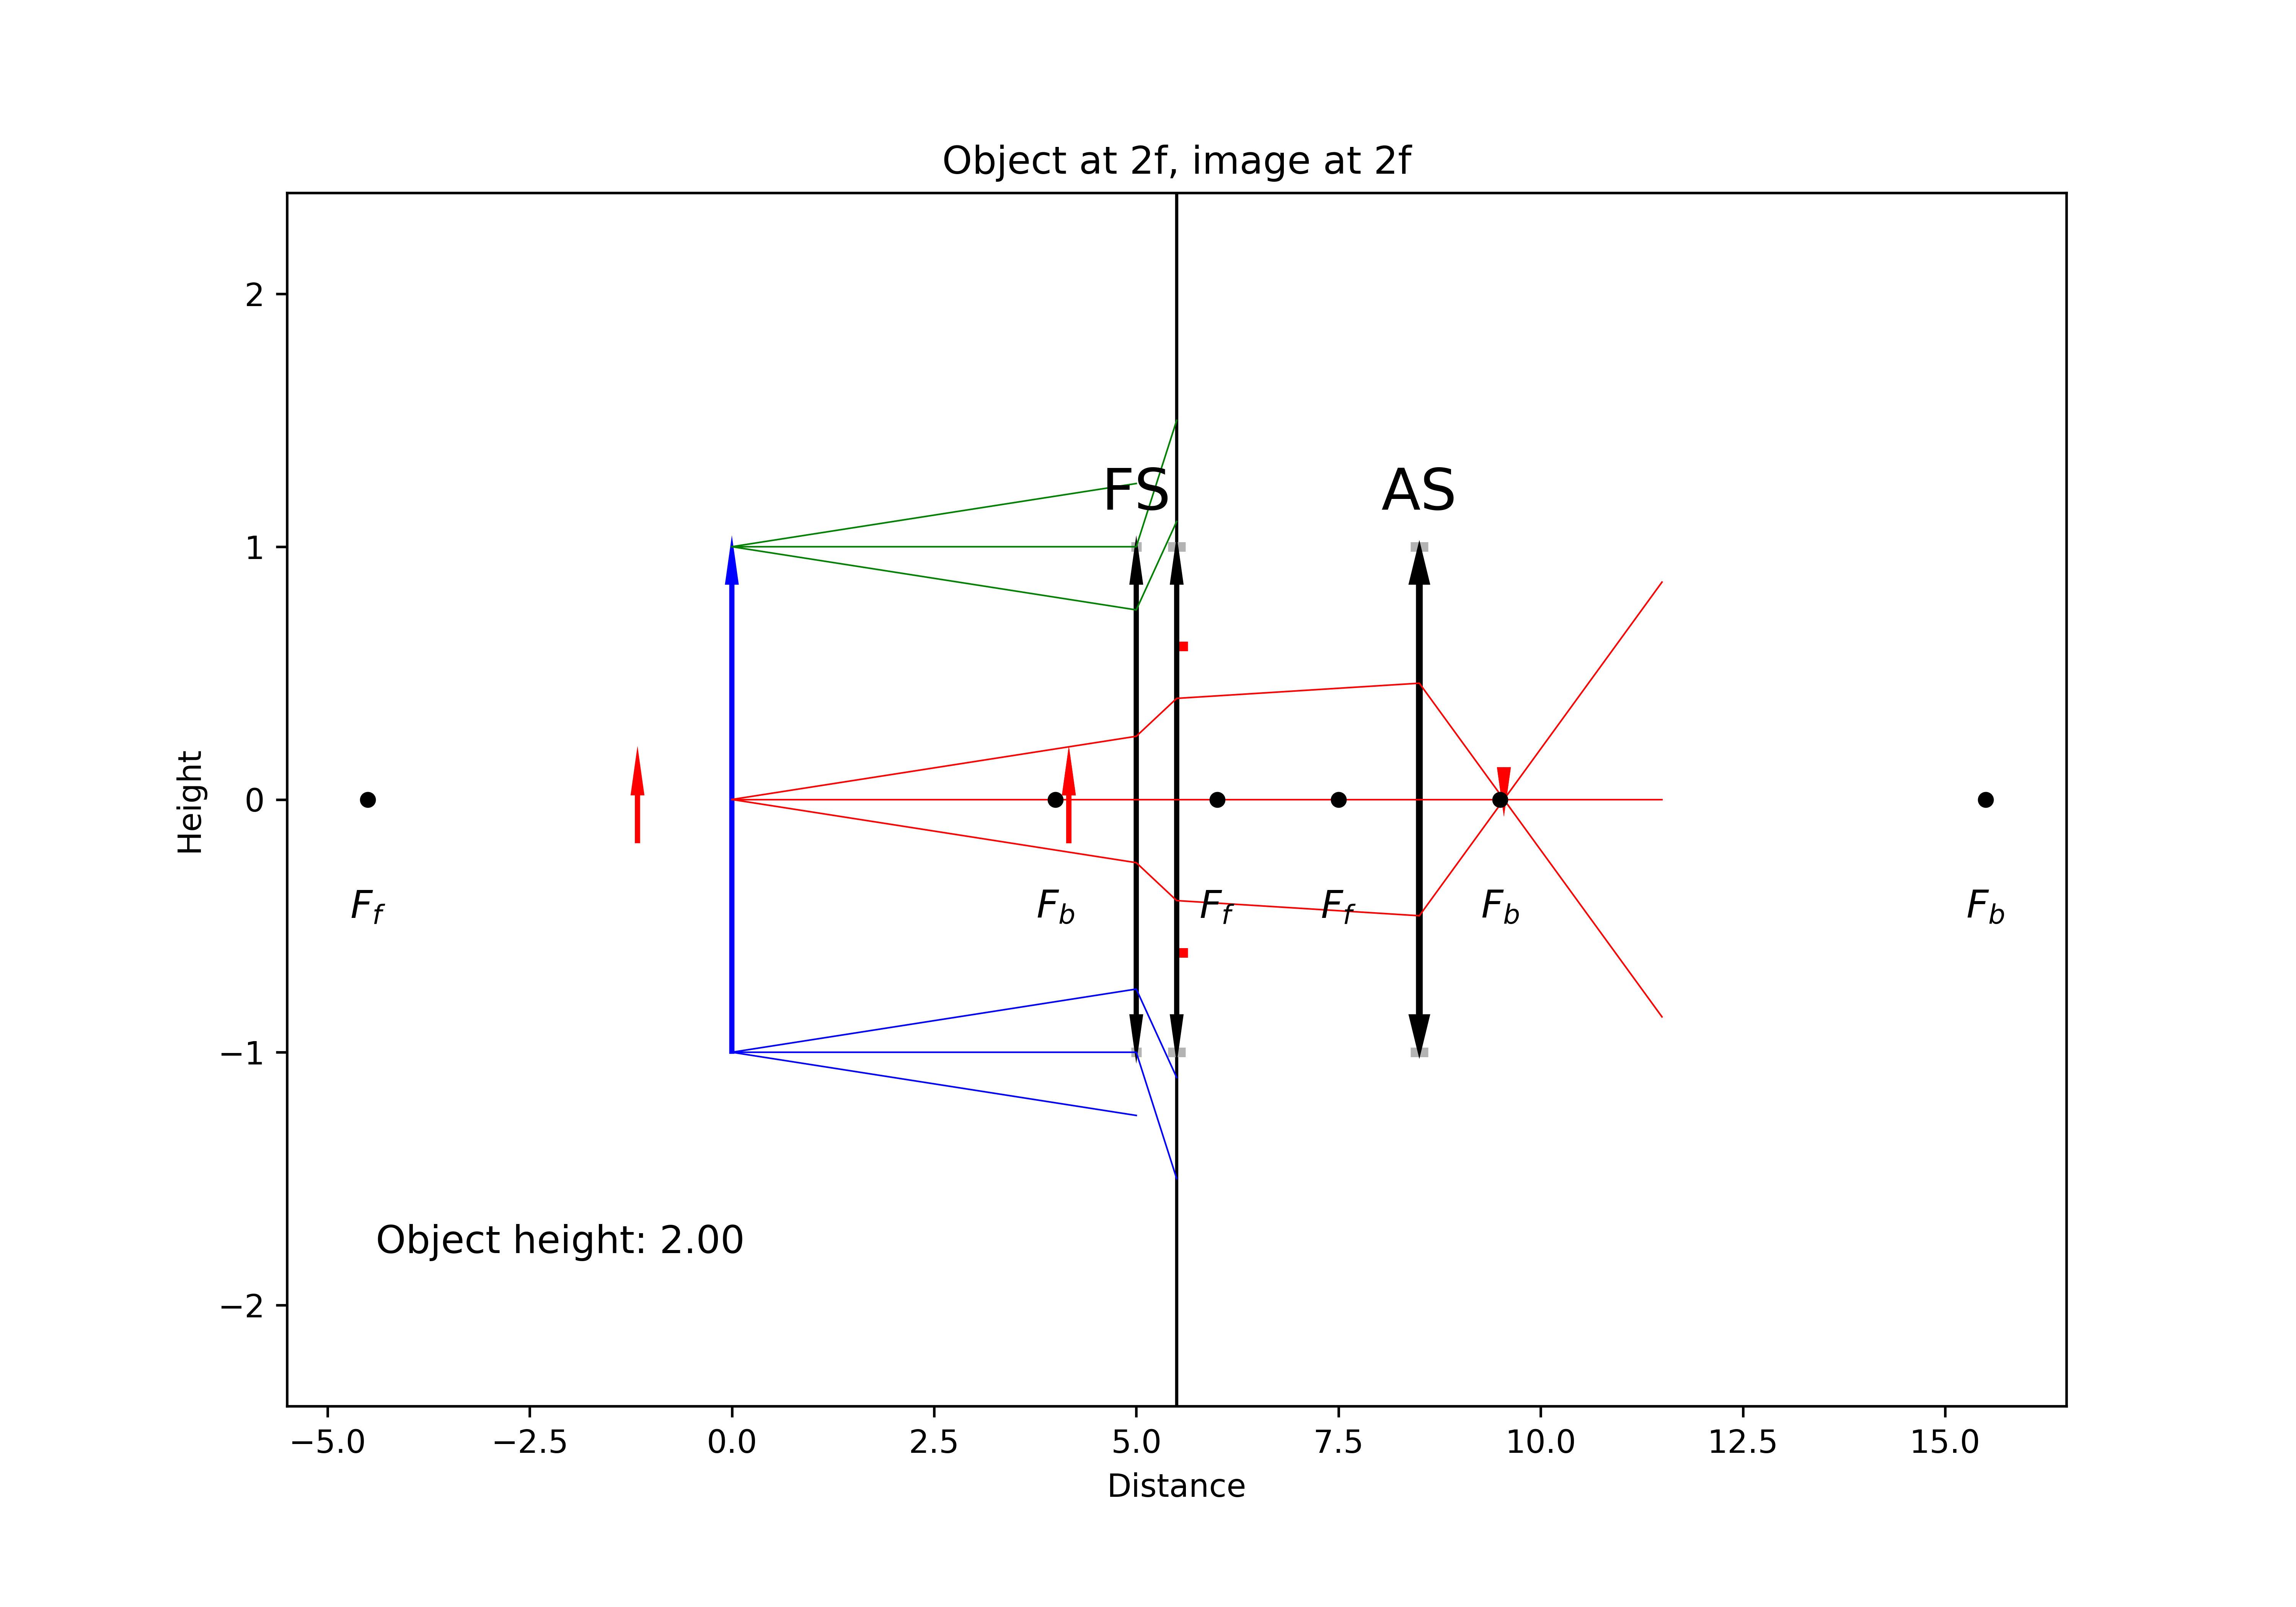 Object at 2f, image at 2f
2
1
0
−1
−2
Height
FS
AS
F_f
F_b
F_f
F_f
F_b
F_b
Object height: 2.00
−5.0 −2.5 0.0 2.5 5.0 7.5 10.0 12.5 15.0
Distance